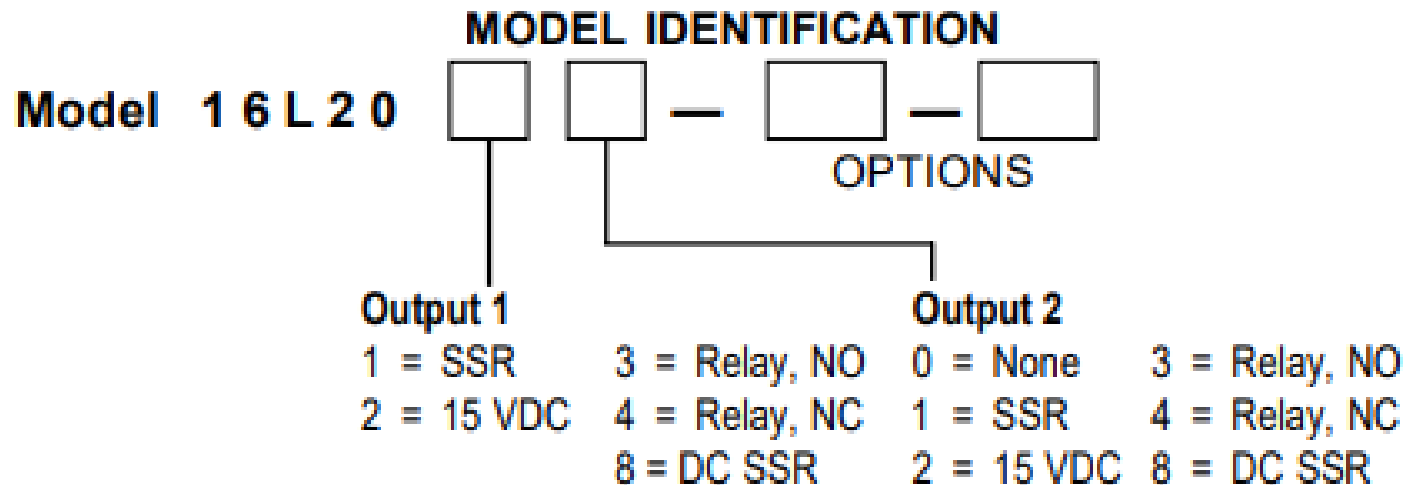 MODEL IDENTIFICATION
Model 1 6 L 2 0 — —
OPTIONS
Output 1 Output 2
1 = SSR 3 = Relay, NO 0 = None 3 = Relay, NO
2 = 15 VDC 4 = Relay, NC 1 = SSR 4 = Relay, NC
8 = DC SSR 2 = 15 VDC 8 = DC SSR